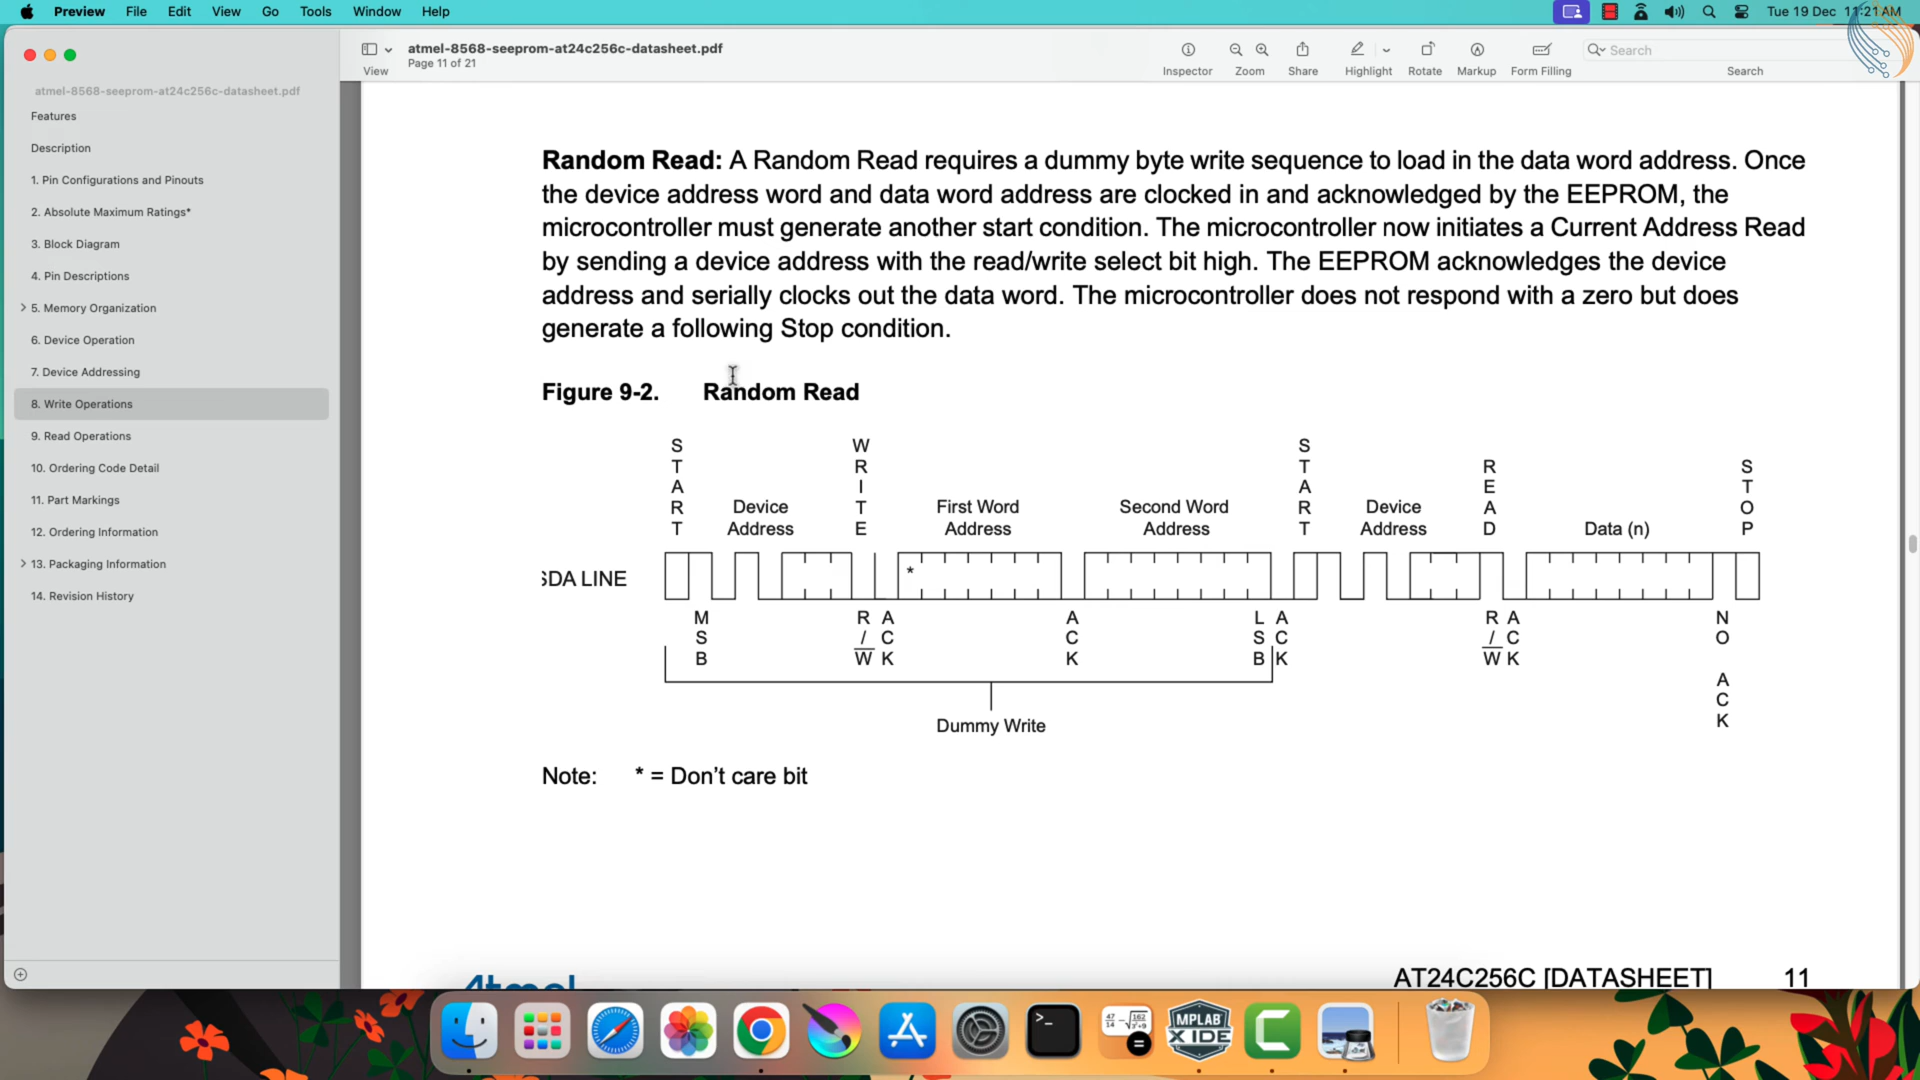 Preview File Edit View Go Tools Window Help
Tue 19 Dec 11:21AM
atmel-8568-seeprom-at24c256c-datasheet.pdf
Page 11 of 21
View
Inspector Zoom Share Highlight Rotate Markup Form Filling
Search
Search
atmel-8568-seeprom-at24c256c-datasheet.pdf
Features
Description
1. Pin Configurations and Pinouts
2. Absolute Maximum Ratings*
3. Block Diagram
4. Pin Descriptions
5. Memory Organization
6. Device Operation
7. Device Addressing
8. Write Operations
9. Read Operations
10. Ordering Code Detail
11. Part Markings
12. Ordering Information
13. Packaging Information
14. Revision History
Random Read: A Random Read requires a dummy byte write sequence to load in the data word address. Once
the device address word and data word address are clocked in and acknowledged by the EEPROM, the
microcontroller must generate another start condition. The microcontroller now initiates a Current Address Read
by sending a device address with the read/write select bit high. The EEPROM acknowledges the device
address and serially clocks out the data word. The microcontroller does not respond with a zero but does
generate a following Stop condition.
Figure 9-2. Random Read
START
Device
Address
WRITE
First Word
Address
Second Word
Address
START
Device
Address
READ
Data (n)
STOP
SDA LINE
*
MSB
R/W
ACK
ACK
LSB
ACK
R/W
ACK
NO ACK
Dummy Write
Note: * = Don't care bit
Atmel
AT24C256C [DATASHEET] 11
MPLAB
X IDE